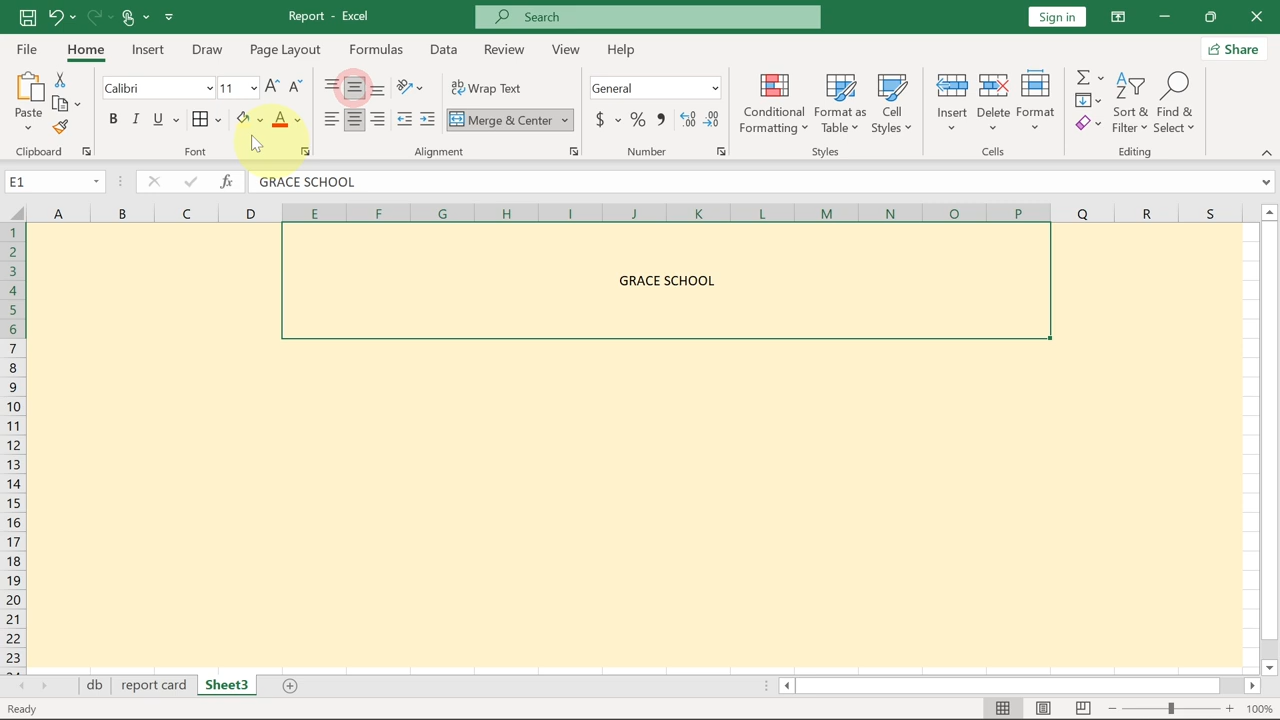 Report - Excel
Search
Sign in
File Home Insert Draw Page Layout Formulas Data Review View Help
Share
Paste
Calibri 11
Wrap Text
Merge & Center
General
$ % 9
Conditional Formatting
Format as Table
Cell Styles
Insert
Delete
Format
Sort & Filter
Find & Select
Clipboard
Font
Alignment
Number
Styles
Cells
Editing
E1
fx
GRACE SCHOOL
A B C D E F G H I J K L M N O P Q R S
1
2
3
4
5
6
7
8
9
10
11
12
13
14
15
16
17
18
19
20
21
22
23
GRACE SCHOOL
db
report card
Sheet3
Ready
100%